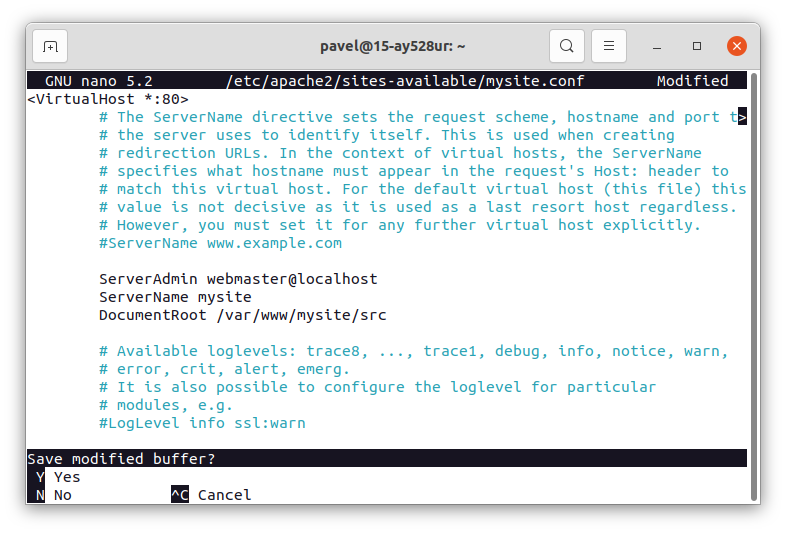 pavel@15-ay528ur: ~
GNU nano 5.2 /etc/apache2/sites-available/mysite.conf Modified
<VirtualHost *:80>
# The ServerName directive sets the request scheme, hostname and port t>
# the server uses to identify itself. This is used when creating
# redirection URLs. In the context of virtual hosts, the ServerName
# specifies what hostname must appear in the request's Host: header to
# match this virtual host. For the default virtual host (this file) this
# value is not decisive as it is used as a last resort host regardless.
# However, you must set it for any further virtual host explicitly.
#ServerName www.example.com
ServerAdmin webmaster@localhost
ServerName mysite
DocumentRoot /var/www/mysite/src
# Available loglevels: trace8, ..., trace1, debug, info, notice, warn,
# error, crit, alert, emerg.
# It is also possible to configure the loglevel for particular
# modules, e.g.
#LogLevel info ssl:warn
Save modified buffer?
Y Yes
N No ^C Cancel